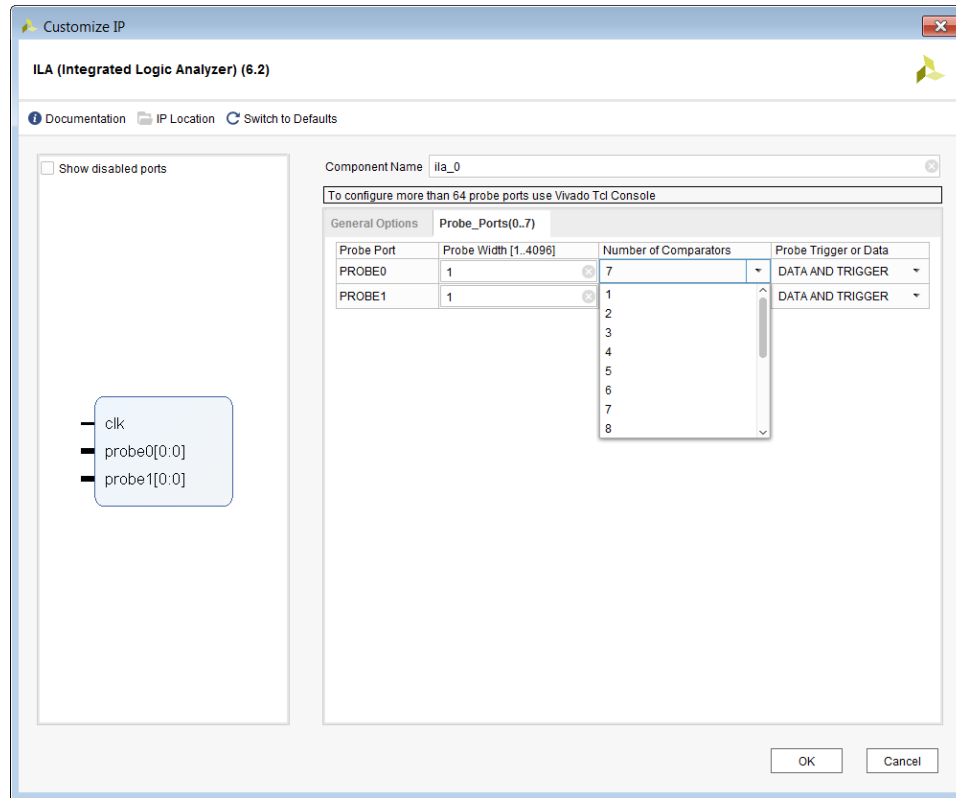 Customize IP
ILA (Integrated Logic Analyzer) (6.2)
Documentation IP Location Switch to Defaults
Show disabled ports
clk
probe0[0:0]
probe1[0:0]
Component Name ila_0
To configure more than 64 probe ports use Vivado Tcl Console
General Options Probe_Ports(0..7)
Probe Port Probe Width [1..4096] Number of Comparators Probe Trigger or Data
PROBE0 1 7 DATA AND TRIGGER
PROBE1 1 DATA AND TRIGGER
1
2
3
4
5
6
7
8
OK Cancel